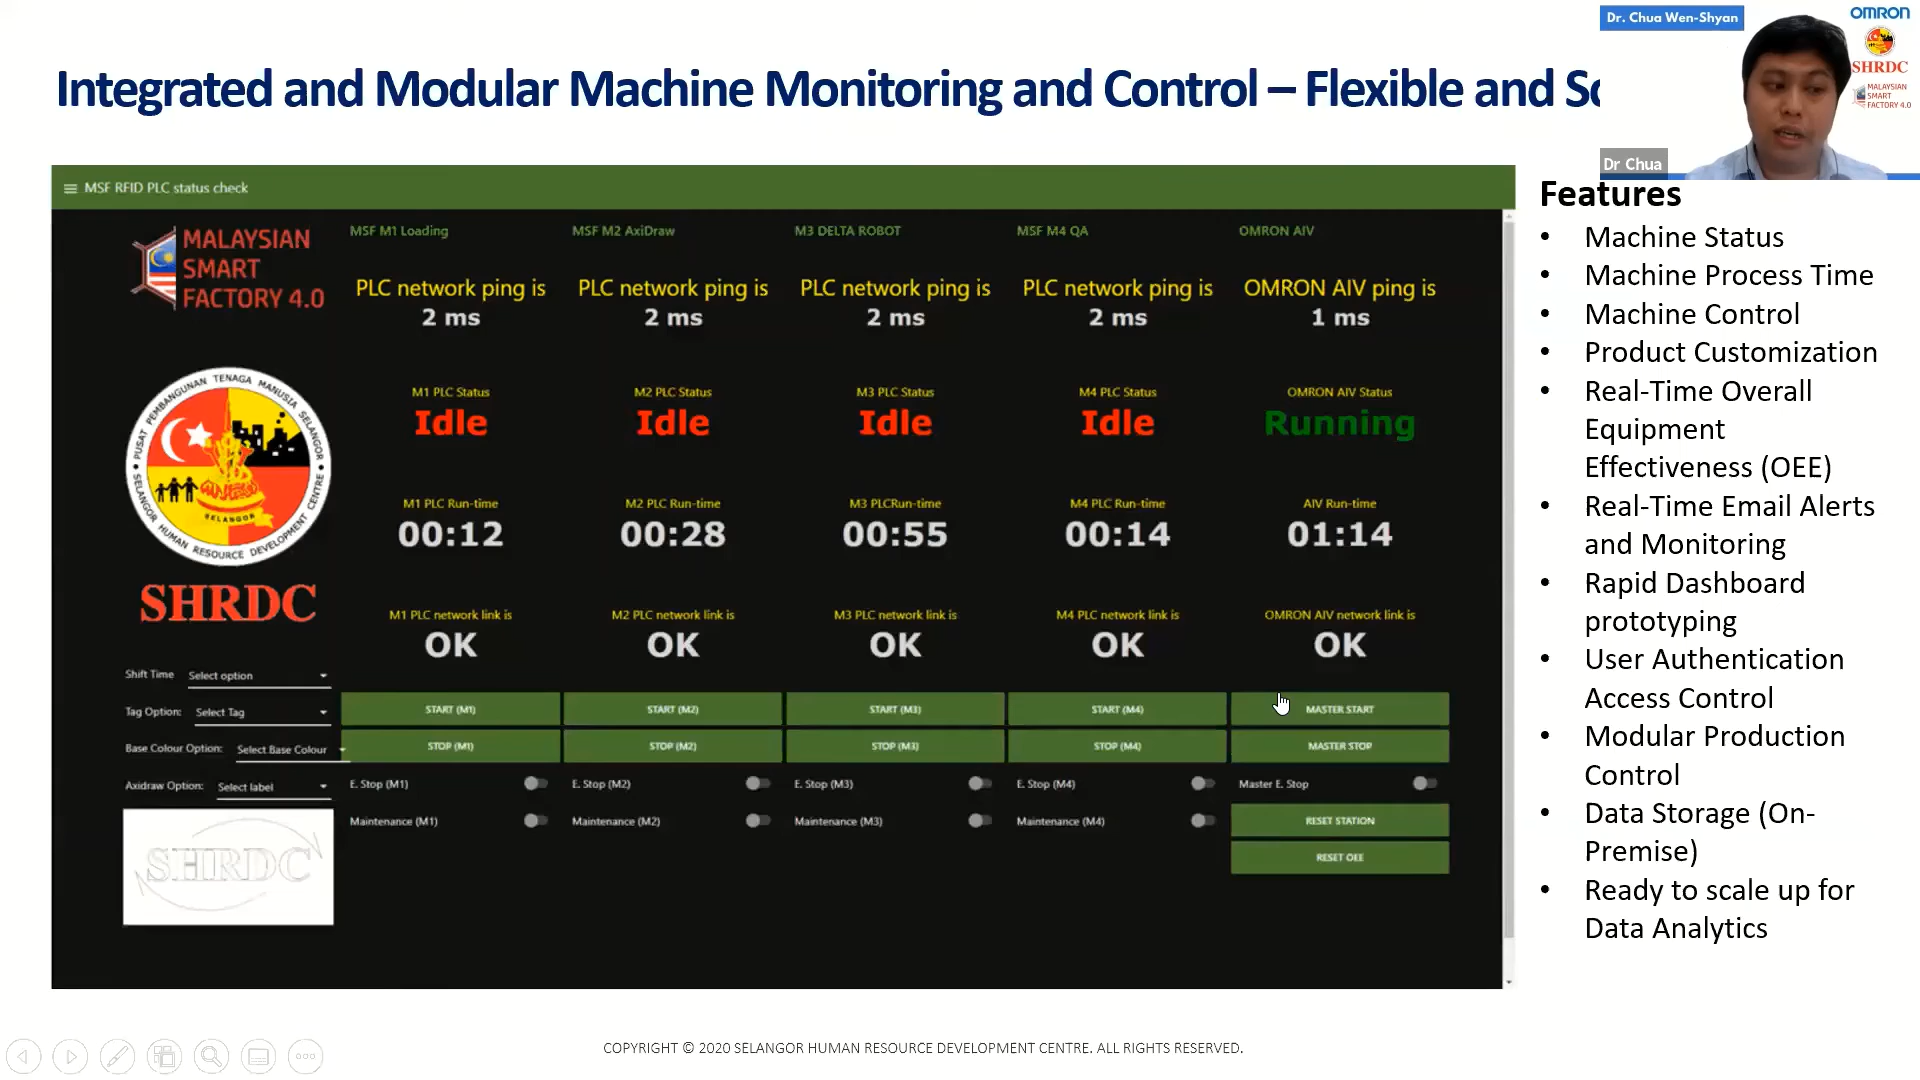 Dr. Chua Wen-Shyan
OMRON
SHRDC
MALAYSIAN
SMART
FACTORY 4.0
Dr Chua
Integrated and Modular Machine Monitoring and Control – Flexible and Sc
MSF RFID PLC status check
MALAYSIAN
SMART
FACTORY 4.0
PUSAT PEMBANGUNAN TENAGA MANUSIA SELANGOR
SELANGOR
SELANGOR HUMAN RESOURCE DEVELOPMENT CENTRE
SHRDC
MSF M1 Loading
MSF M2 AxiDraw
M3 DELTA ROBOT
MSF M4 QA
OMRON AIV
PLC network ping is
PLC network ping is
PLC network ping is
PLC network ping is
OMRON AIV ping is
2 ms
2 ms
2 ms
2 ms
1 ms
M1 PLC Status
M2 PLC Status
M3 PLC Status
M4 PLC Status
OMRON AIV Status
Idle
Idle
Idle
Idle
Running
M1 PLC Run-time
M2 PLC Run-time
M3 PLCRun-time
M4 PLC Run-time
AIV Run-time
00:12
00:28
00:55
00:14
01:14
M1 PLC network link is
M2 PLC network link is
M3 PLC network link is
M4 PLC network link is
OMRON AIV network link is
OK
OK
OK
OK
OK
Shift Time Select option
Tag Option: Select Tag
Base Colour Option: Select Base Colour
Axidraw Option: Select label
SHRDC
START (M1)
START (M2)
START (M3)
START (M4)
MASTER START
STOP (M1)
STOP (M2)
STOP (M3)
STOP (M4)
MASTER STOP
E. Stop (M1)
E. Stop (M2)
E. Stop (M3)
E. Stop (M4)
Master E. Stop
Maintenance (M1)
Maintenance (M2)
Maintenance (M3)
Maintenance (M4)
RESET STATION
RESET OEE
Features
• Machine Status
• Machine Process Time
• Machine Control
• Product Customization
• Real-Time Overall
Equipment
Effectiveness (OEE)
• Real-Time Email Alerts
and Monitoring
• Rapid Dashboard
prototyping
• User Authentication
Access Control
• Modular Production
Control
• Data Storage (On-
Premise)
• Ready to scale up for
Data Analytics
COPYRIGHT © 2020 SELANGOR HUMAN RESOURCE DEVELOPMENT CENTRE. ALL RIGHTS RESERVED.